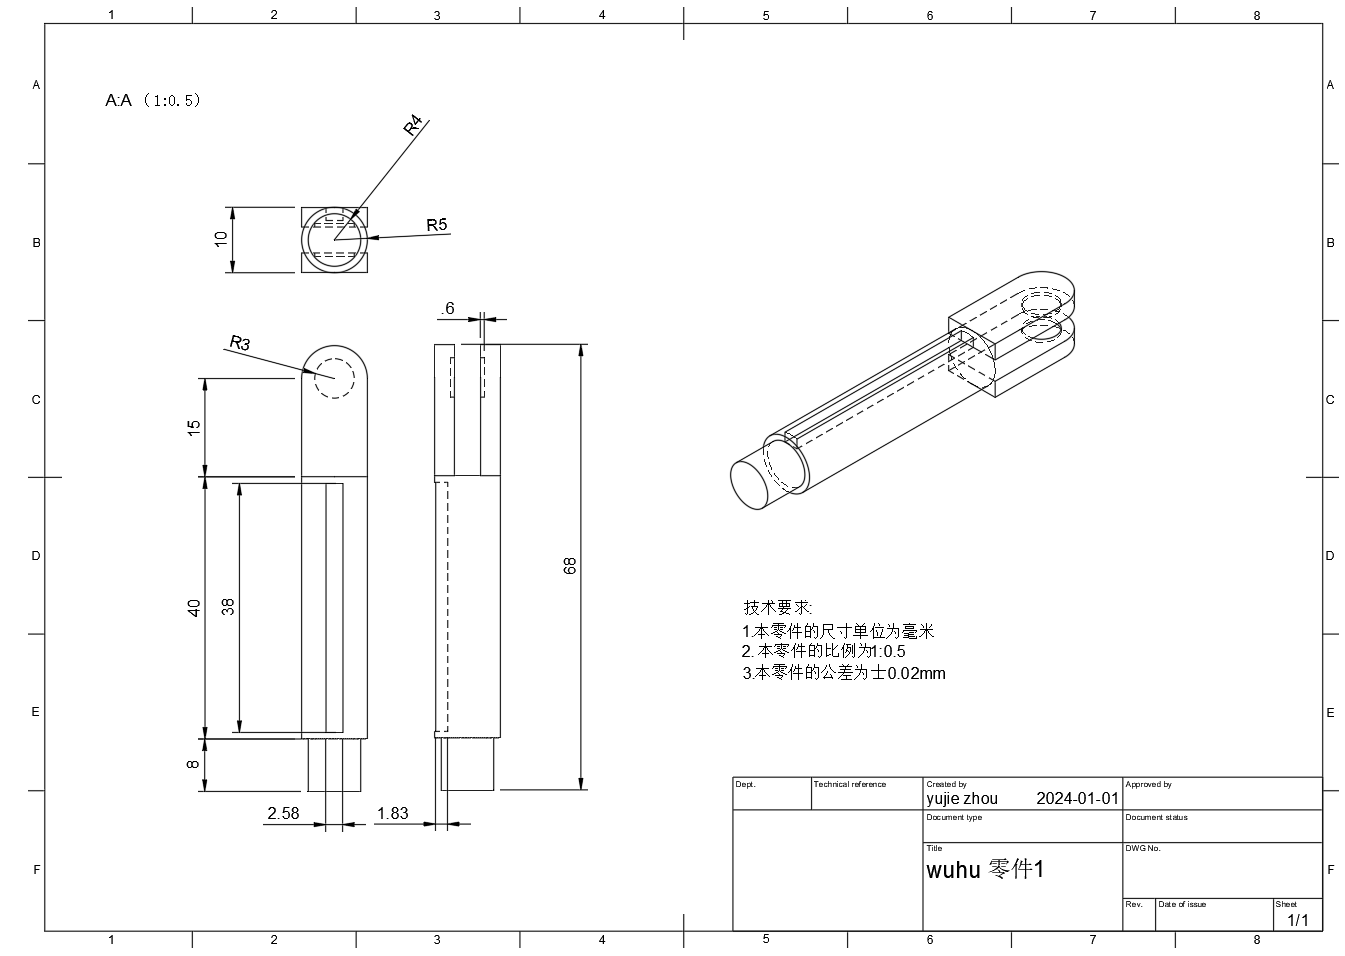 1 2 3 4 5 6 7 8
A A
A:A （1:0.5）
R4
B B
10
R5
.6
R3
C C
15
D D
68
40
38
技术要求:
1.本零件的尺寸单位为毫米
2. 本零件的比例为1:0.5
3.本零件的公差为士0.02mm
E E
8
2.58
1.83
Dept.
Technical reference
Created by
yujie zhou 2024-01-01
Approved by
Document type
Document status
Title
wuhu 零件1
DWG No.
F F
Rev.
Date of issue
Sheet
1/1
1 2 3 4 5 6 7 8